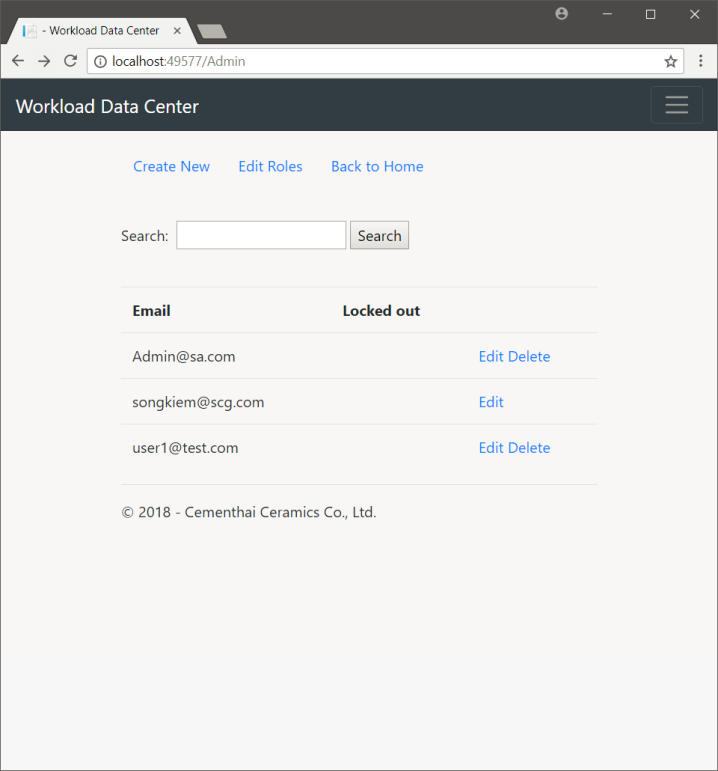 - Workload Data Center
localhost:49577/Admin
Workload Data Center
Create New Edit Roles Back to Home
Search: Search
Email Locked out
Admin@sa.com Edit Delete
songkiem@scg.com Edit
user1@test.com Edit Delete
© 2018 - Cementhai Ceramics Co., Ltd.